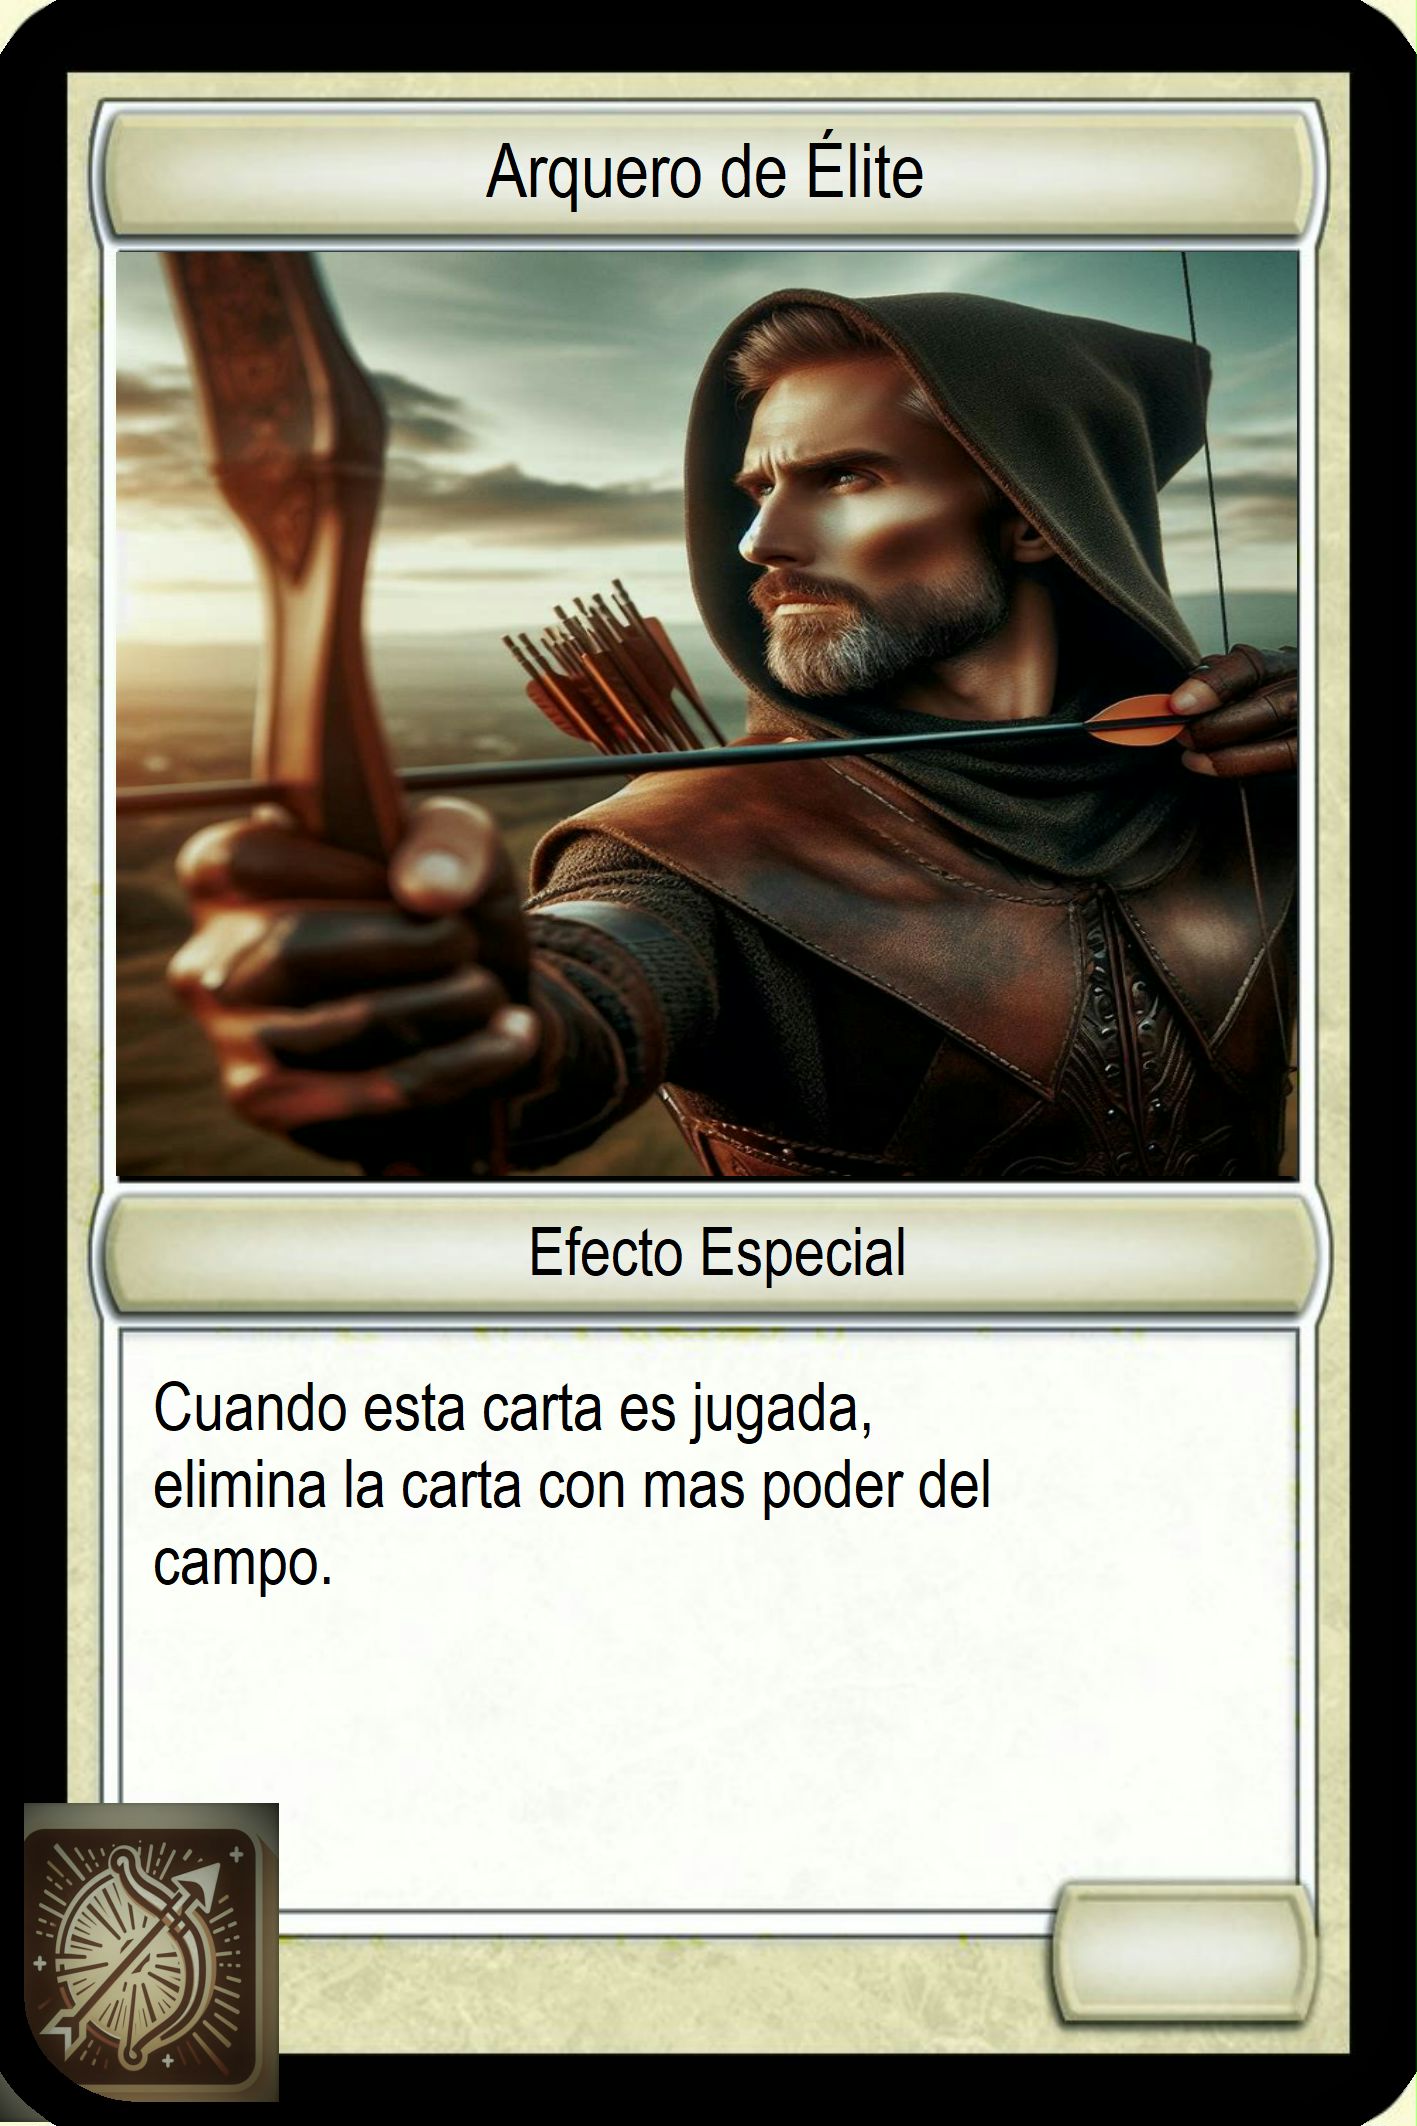 Arquero de Élite
Efecto Especial
Cuando esta carta es jugada,
elimina la carta con mas poder del
campo.